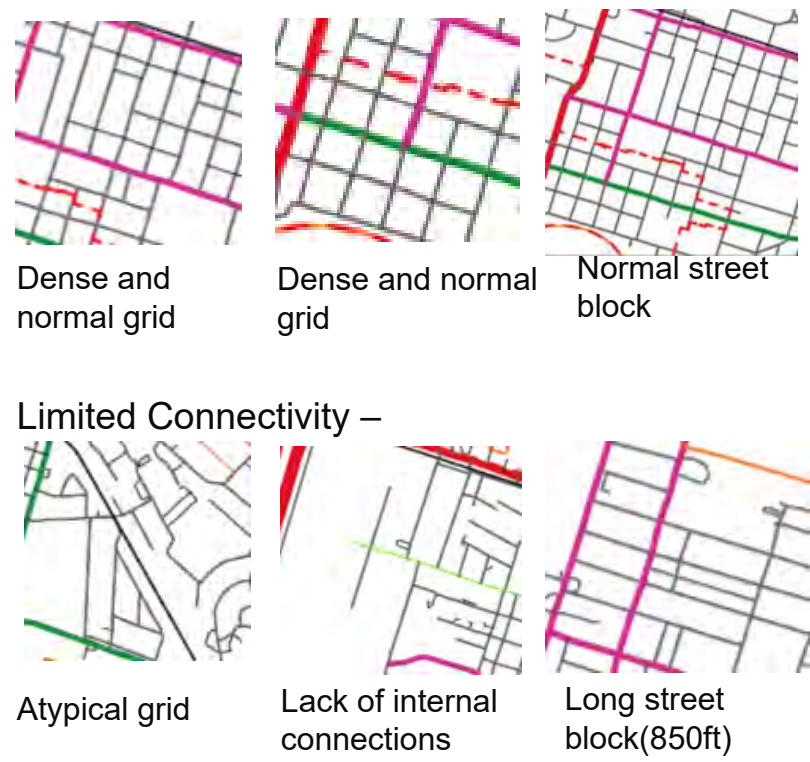 Dense and
normal grid
Dense and normal
grid
Normal street
block
Limited Connectivity –
Atypical grid
Lack of internal
connections
Long street
block(850ft)